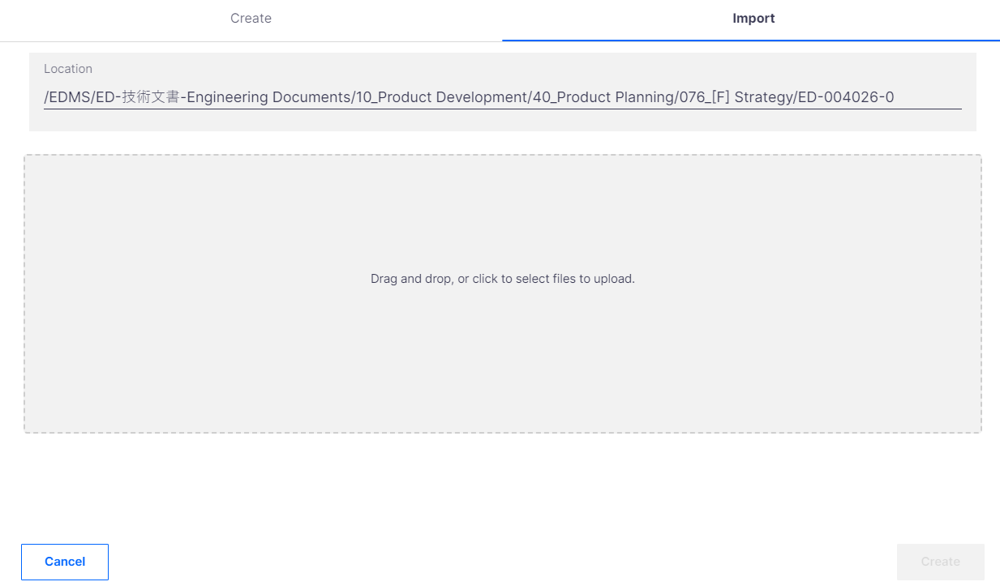 Create
Import
Location
/EDMS/ED-技術文書-Engineering Documents/10_Product Development/40_Product Planning/076_[F] Strategy/ED-004026-0
Drag and drop, or click to select files to upload.
Cancel
Create